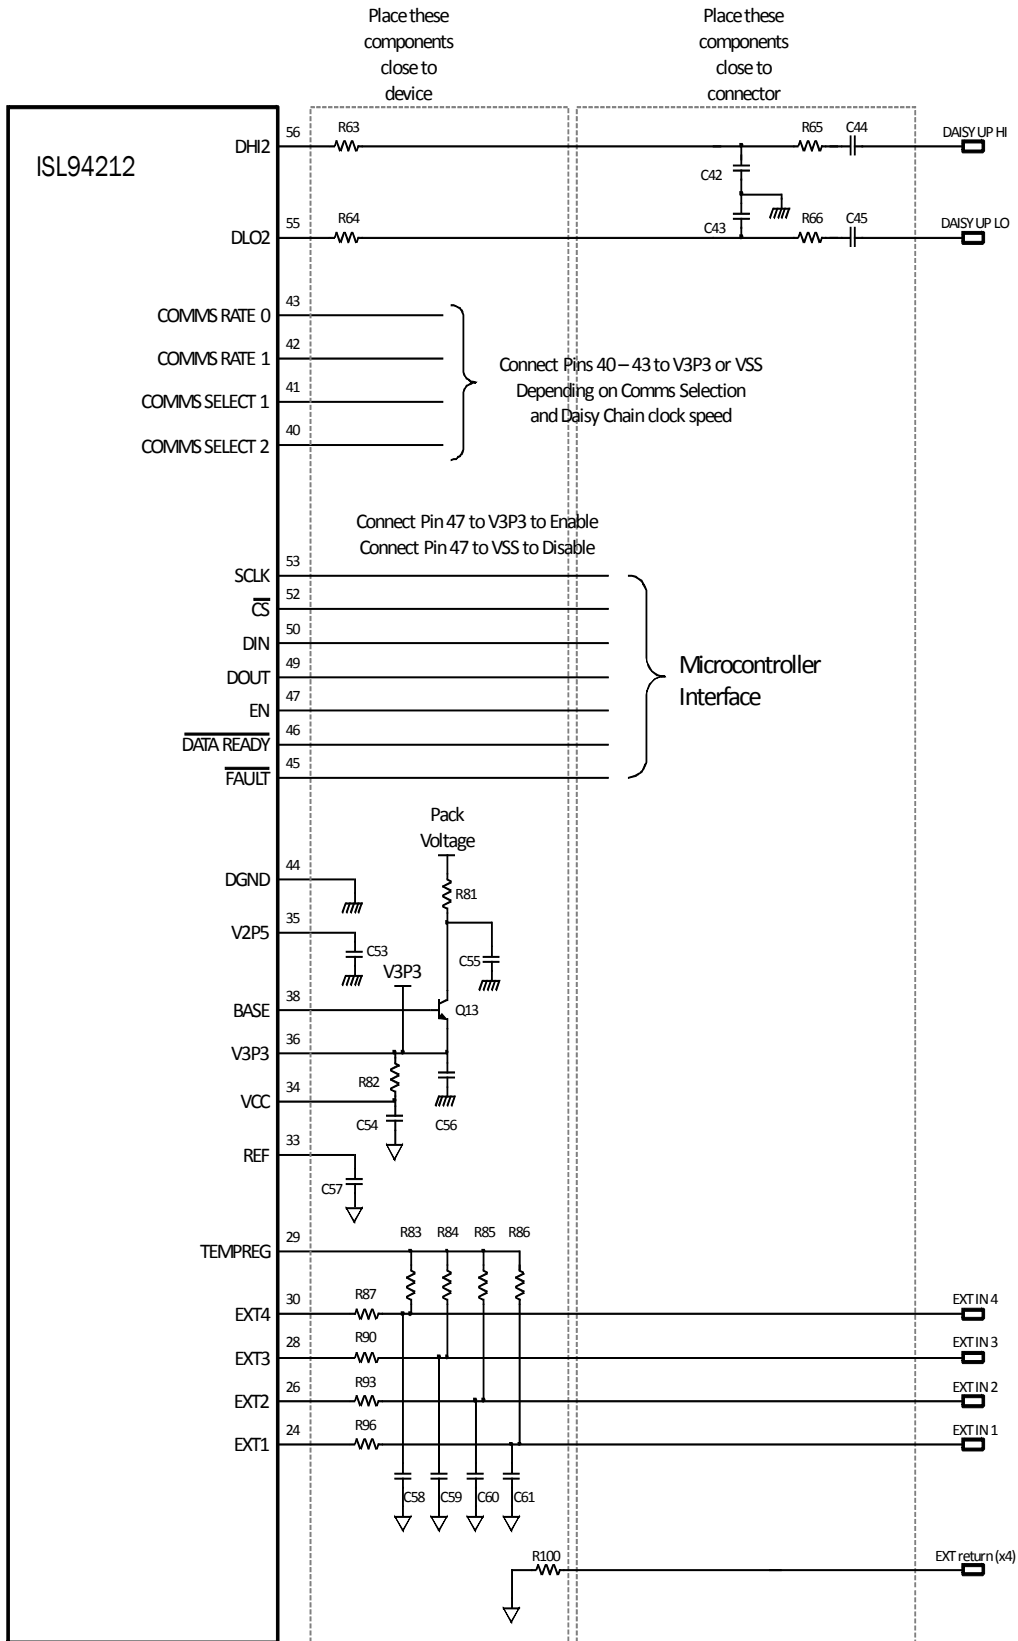 Place these
components
close to
device
Place these
components
close to
connector
ISL94212
DHI2
56
R63
R65
C44
DAISY UP HI
C42
DLO2
55
R64
C43
R66
C45
DAISY UP LO
COMMS RATE 0
43
COMMS RATE 1
42
COMMS SELECT 1
41
COMMS SELECT 2
40
Connect Pins 40 – 43 to V3P3 or VSS
Depending on Comms Selection
and Daisy Chain clock speed
Connect Pin 47 to V3P3 to Enable
Connect Pin 47 to VSS to Disable
SCLK
53
CS
52
DIN
50
DOUT
49
EN
47
DATA READY
46
FAULT
45
Microcontroller
Interface
Pack
Voltage
DGND
44
R81
V2P5
35
C53
C55
V3P3
BASE
38
Q13
V3P3
36
R82
VCC
34
C54
C56
REF
33
C57
TEMPREG
29
R83
R84
R85
R86
EXT4
30
R87
EXT IN 4
EXT3
28
R90
EXT IN 3
EXT2
26
R93
EXT IN 2
EXT1
24
R96
EXT IN 1
C58
C59
C60
C61
R100
EXT return (x4)